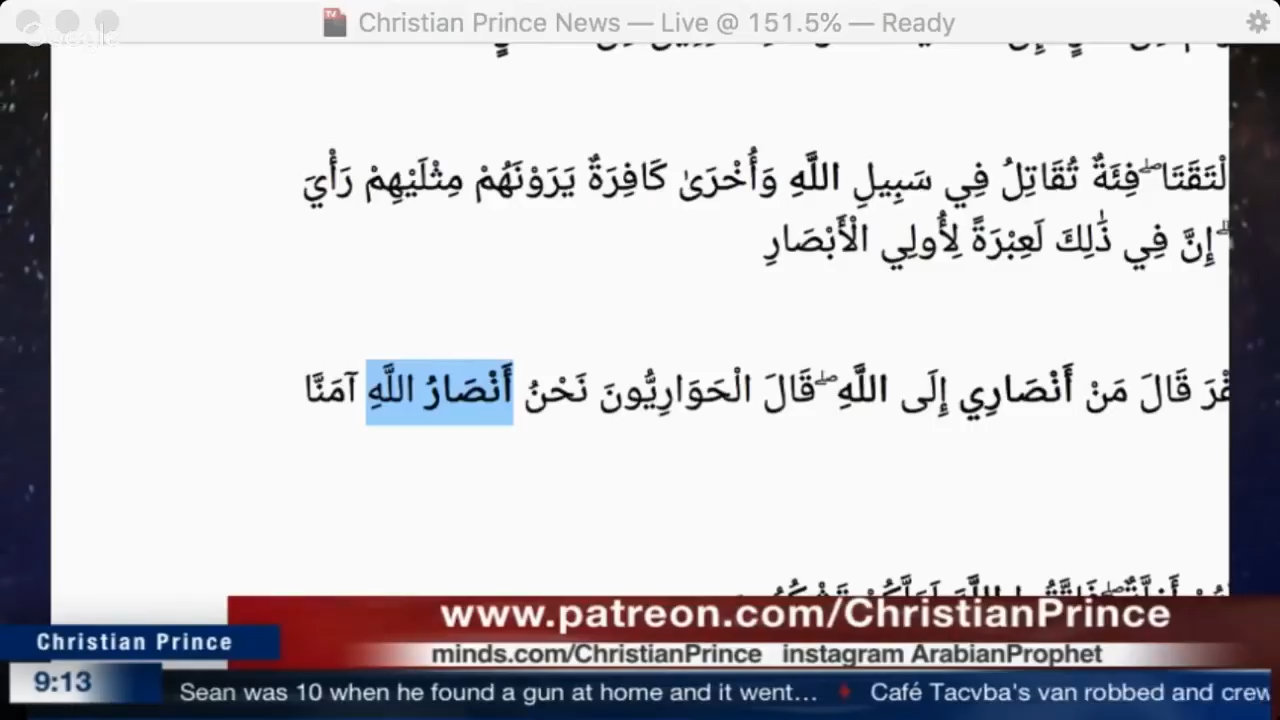 Christian Prince News — Live @ 151.5% — Ready
Google
لْتَقَتَا ۖ فِئَةٌ تُقَاتِلُ فِي سَبِيلِ اللَّهِ وَأُخْرَىٰ كَافِرَةٌ يَرَوْنَهُمْ مِثْلَيْهِمْ رَأْيَ
ۗ إِنَّ فِي ذَٰلِكَ لَعِبْرَةً لِأُولِي الْأَبْصَارِ
قَالَ مَنْ أَنْصَارِي إِلَى اللَّهِ ۖ قَالَ الْحَوَارِيُّونَ نَحْنُ أَنْصَارُ اللَّهِ آمَنَّا
www.patreon.com/ChristianPrince
Christian Prince
minds.com/ChristianPrince instagram ArabianProphet
9:13
Sean was 10 when he found a gun at home and it went... Café Tacvba's van robbed and crew